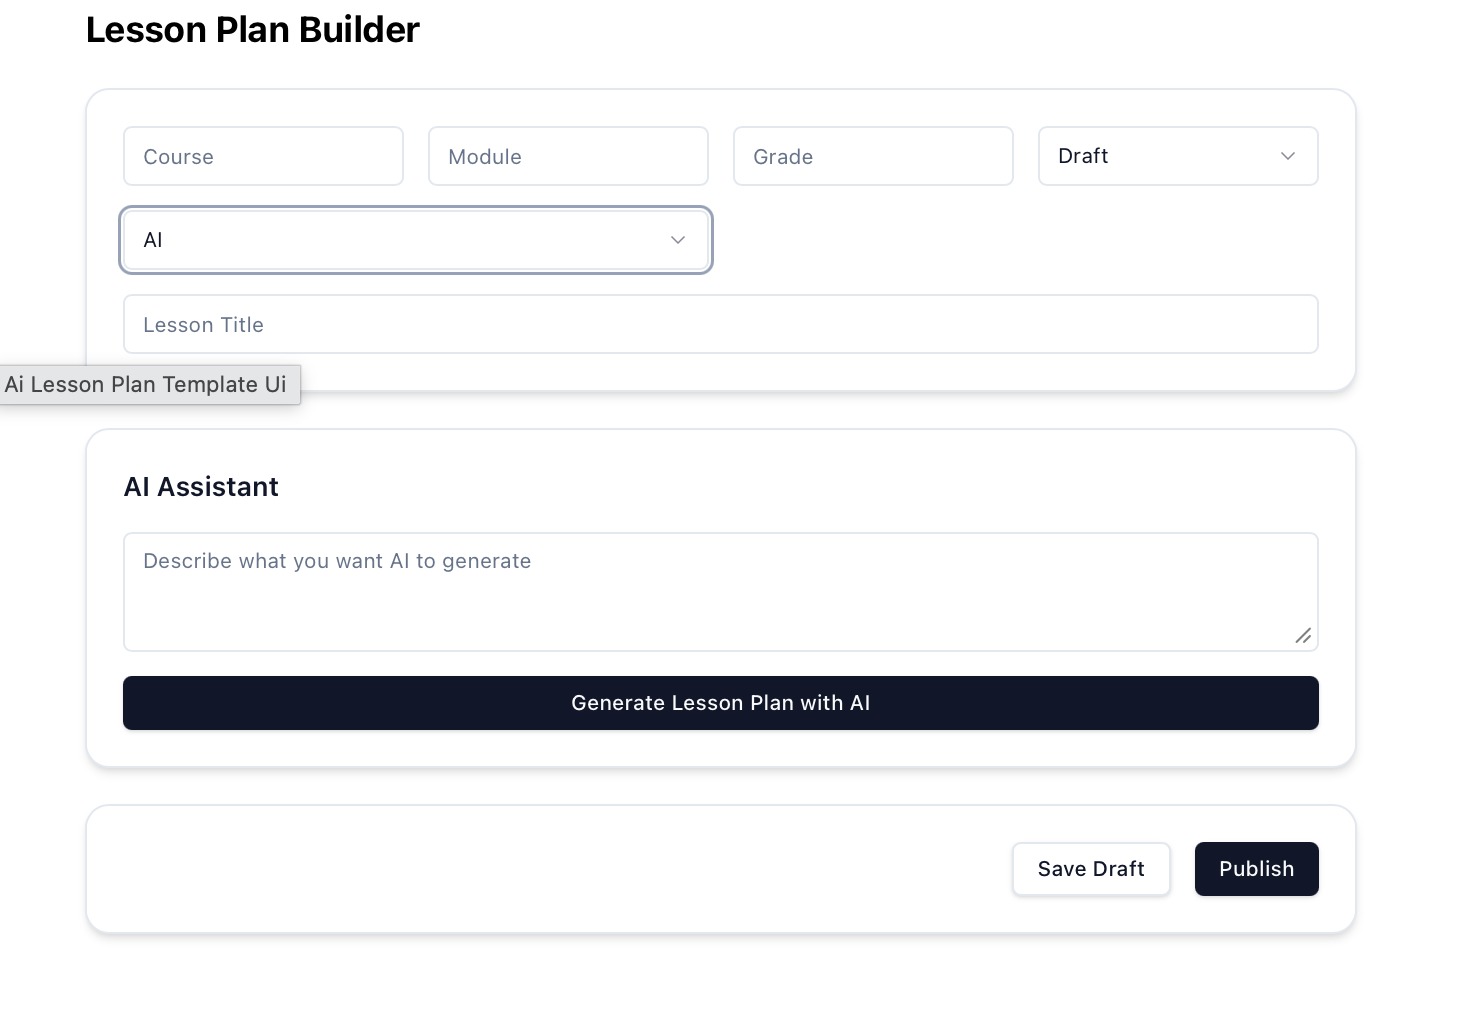 Lesson Plan Builder
Course
Module
Grade
Draft
AI
Lesson Title
Ai Lesson Plan Template Ui
AI Assistant
Describe what you want AI to generate
Generate Lesson Plan with AI
Save Draft
Publish